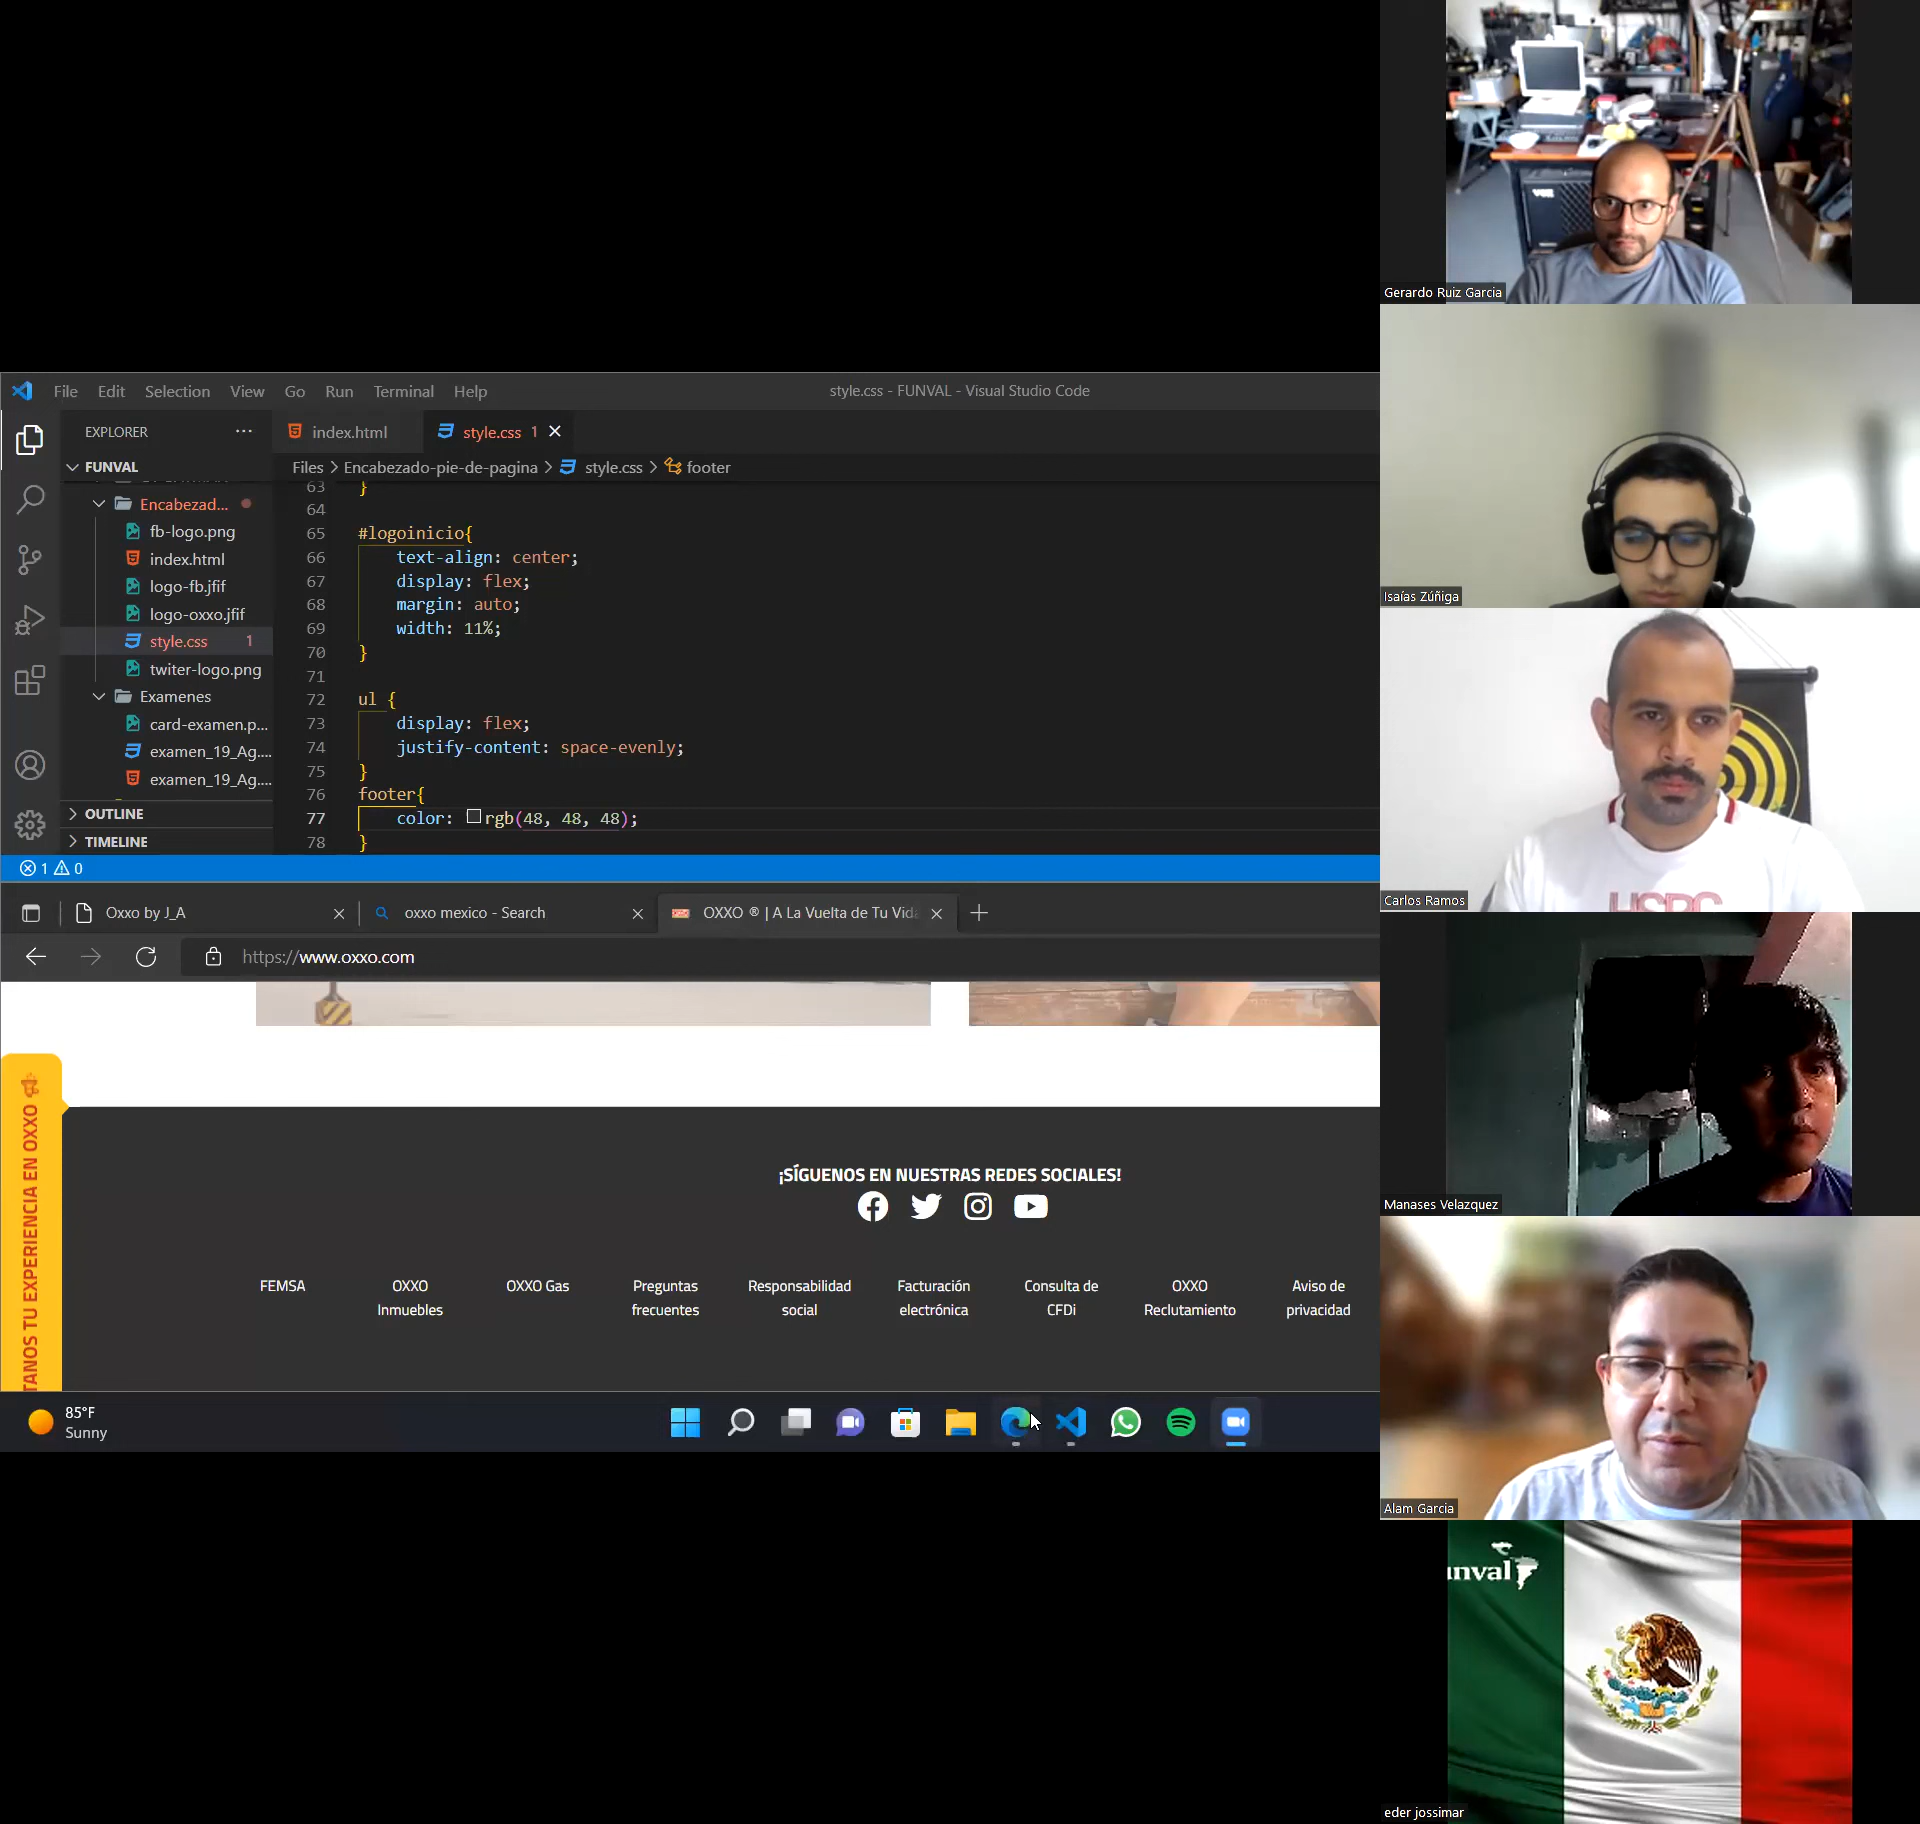 File Edit Selection View Go Run Terminal Help
style.css - FUNVAL - Visual Studio Code
EXPLORER ···
index.html
style.css 1
FUNVAL
Files > Encabezado-pie-de-pagina > style.css > footer
Encabezad...
fb-logo.png
index.html
logo-fb.jfif
logo-oxxo.jfif
style.css 1
twiter-logo.png
Examenes
card-examen.p...
examen_19_Ag....
examen_19_Ag....
OUTLINE
TIMELINE
63 }
64
65 #logoinicio{
66 text-align: center;
67 display: flex;
68 margin: auto;
69 width: 11%;
70 }
71
72 ul {
73 display: flex;
74 justify-content: space-evenly;
75 }
76 footer{
77 color: rgb(48, 48, 48);
78 }
1 0
Oxxo by J_A
oxxo mexico - Search
OXXO ® | A La Vuelta de Tu Vida
https://www.oxxo.com
TANOS TU EXPERIENCIA EN OXXO
¡SÍGUENOS EN NUESTRAS REDES SOCIALES!
FEMSA
OXXO
Inmuebles
OXXO Gas
Preguntas
frecuentes
Responsabilidad
social
Facturación
electrónica
Consulta de
CFDi
OXXO
Reclutamiento
Aviso de
privacidad
85°F
Sunny
Gerardo Ruiz Garcia
Isaías Zúñiga
HSBC
Carlos Ramos
Manases Velazquez
Alam Garcia
unval
eder jossimar